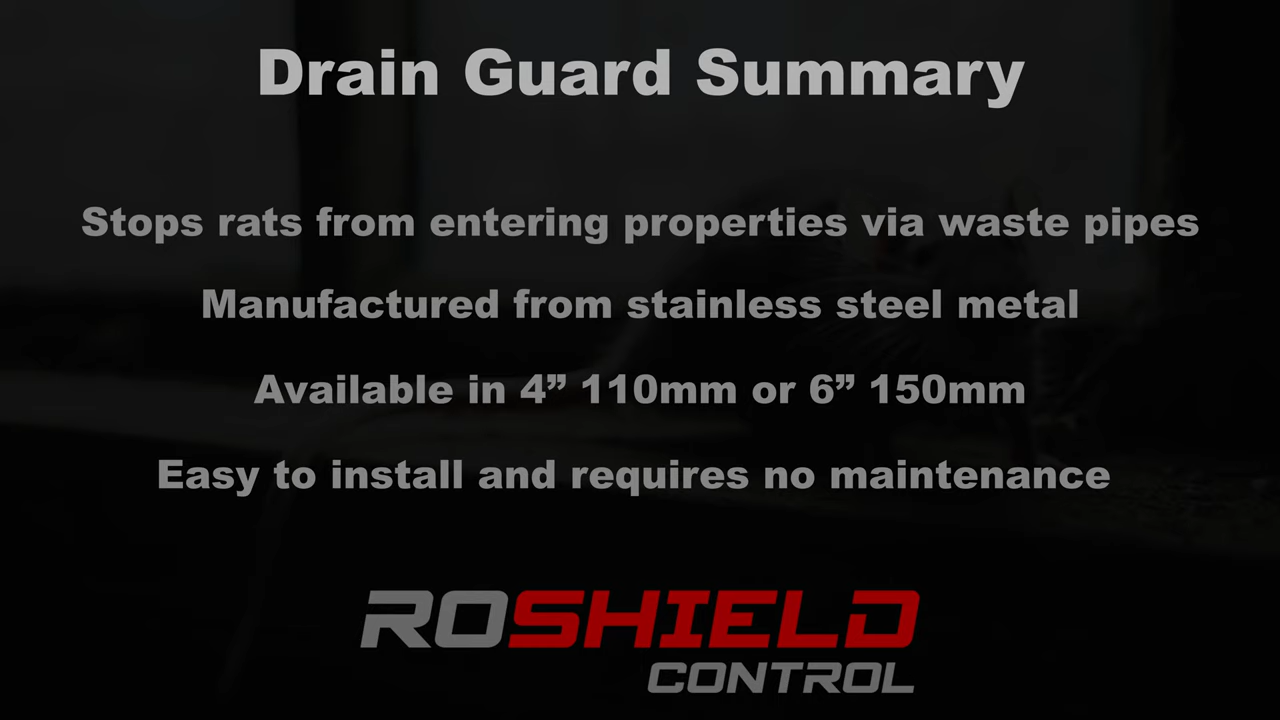 Drain Guard Summary
Stops rats from entering properties via waste pipes
Manufactured from stainless steel metal
Available in 4” 110mm or 6” 150mm
Easy to install and requires no maintenance
ROSHIELD
CONTROL